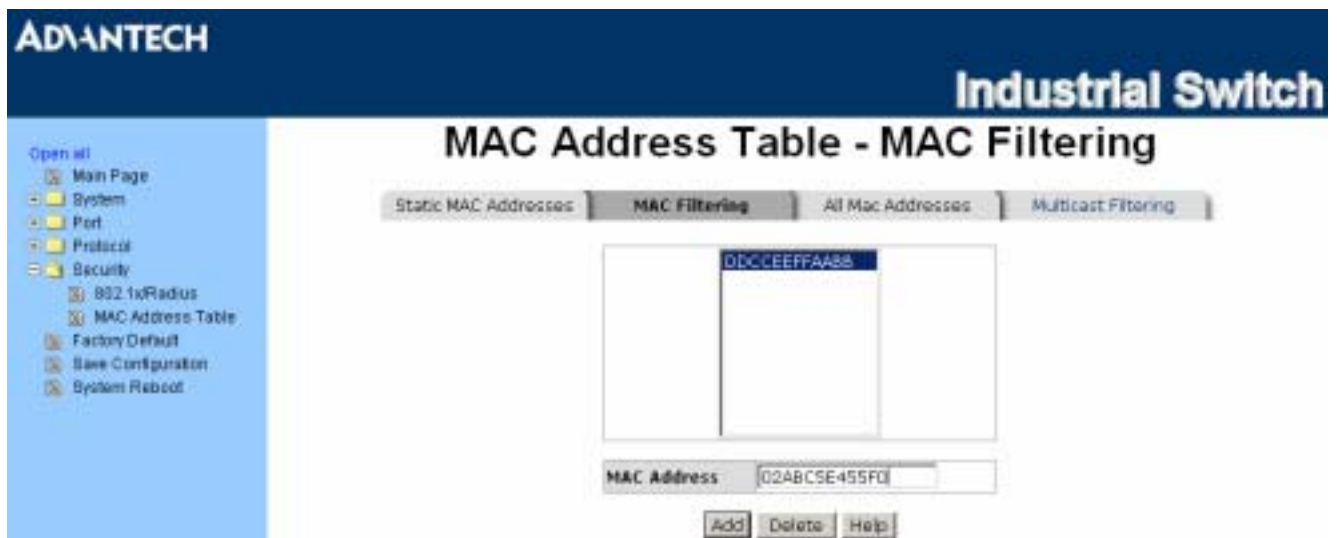 ADVANTECH
Industrial Switch
Open all
Main Page
System
Port
Protocol
Security
802.1x/Radius
MAC Address Table
Factory Default
Save Configuration
System Reboot
MAC Address Table - MAC Filtering
Static MAC Addresses
MAC Filtering
All Mac Addresses
Multicast Filtering
DDCCEEFFAABB
MAC Address
02ABC5E455F0
Add
Delete
Help